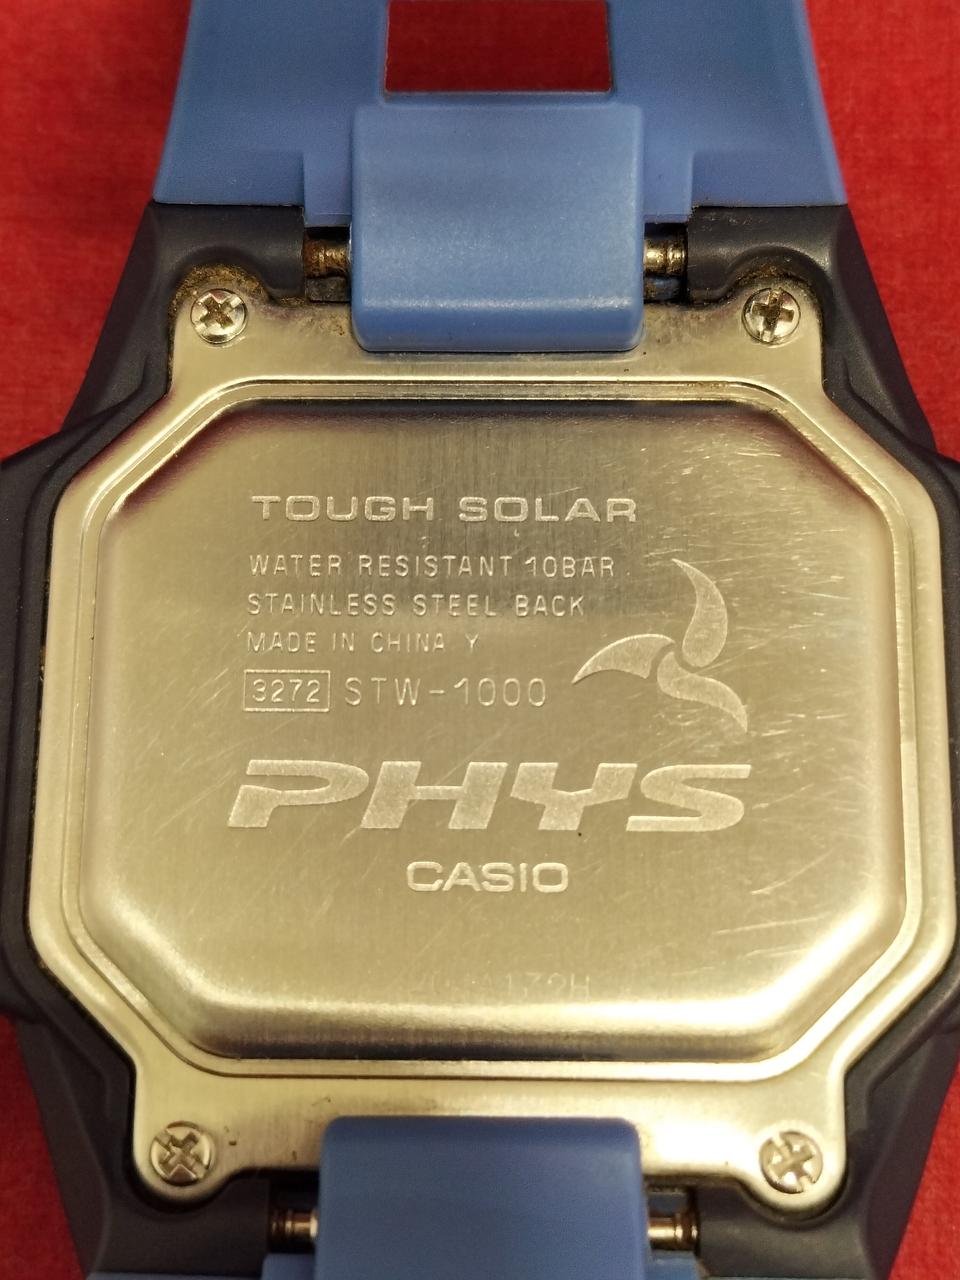 TOUGH SOLAR
WATER RESISTANT 10BAR
STAINLESS STEEL BACK
MADE IN CHINA Y
3272 STW-1000
PHYS
CASIO